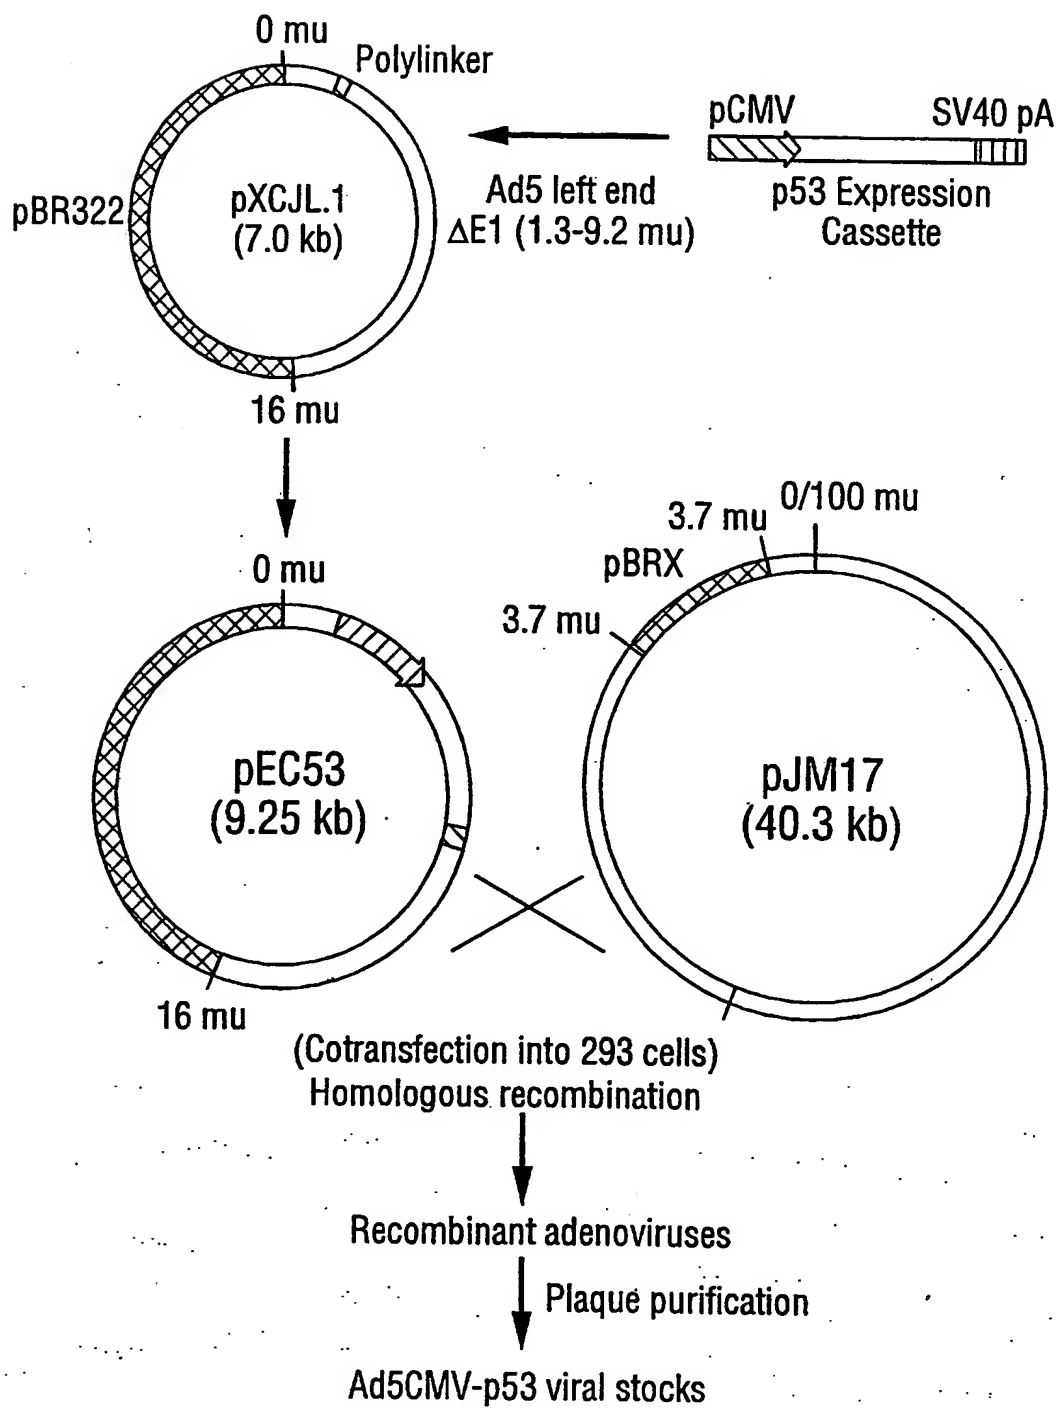 0 mu
Polylinker
pCMV
SV40 pA
pBR322
pXCJL.1
(7.0 kb)
Ad5 left end
ΔE1 (1.3-9.2 mu)
p53 Expression
Cassette
16 mu
0 mu
0/100 mu
3.7 mu
pBRX
3.7 mu
pEC53
(9.25 kb)
pJM17
(40.3 kb)
16 mu
(Cotransfection into 293 cells)
Homologous recombination
Recombinant adenoviruses
Plaque purification
Ad5CMV-p53 viral stocks